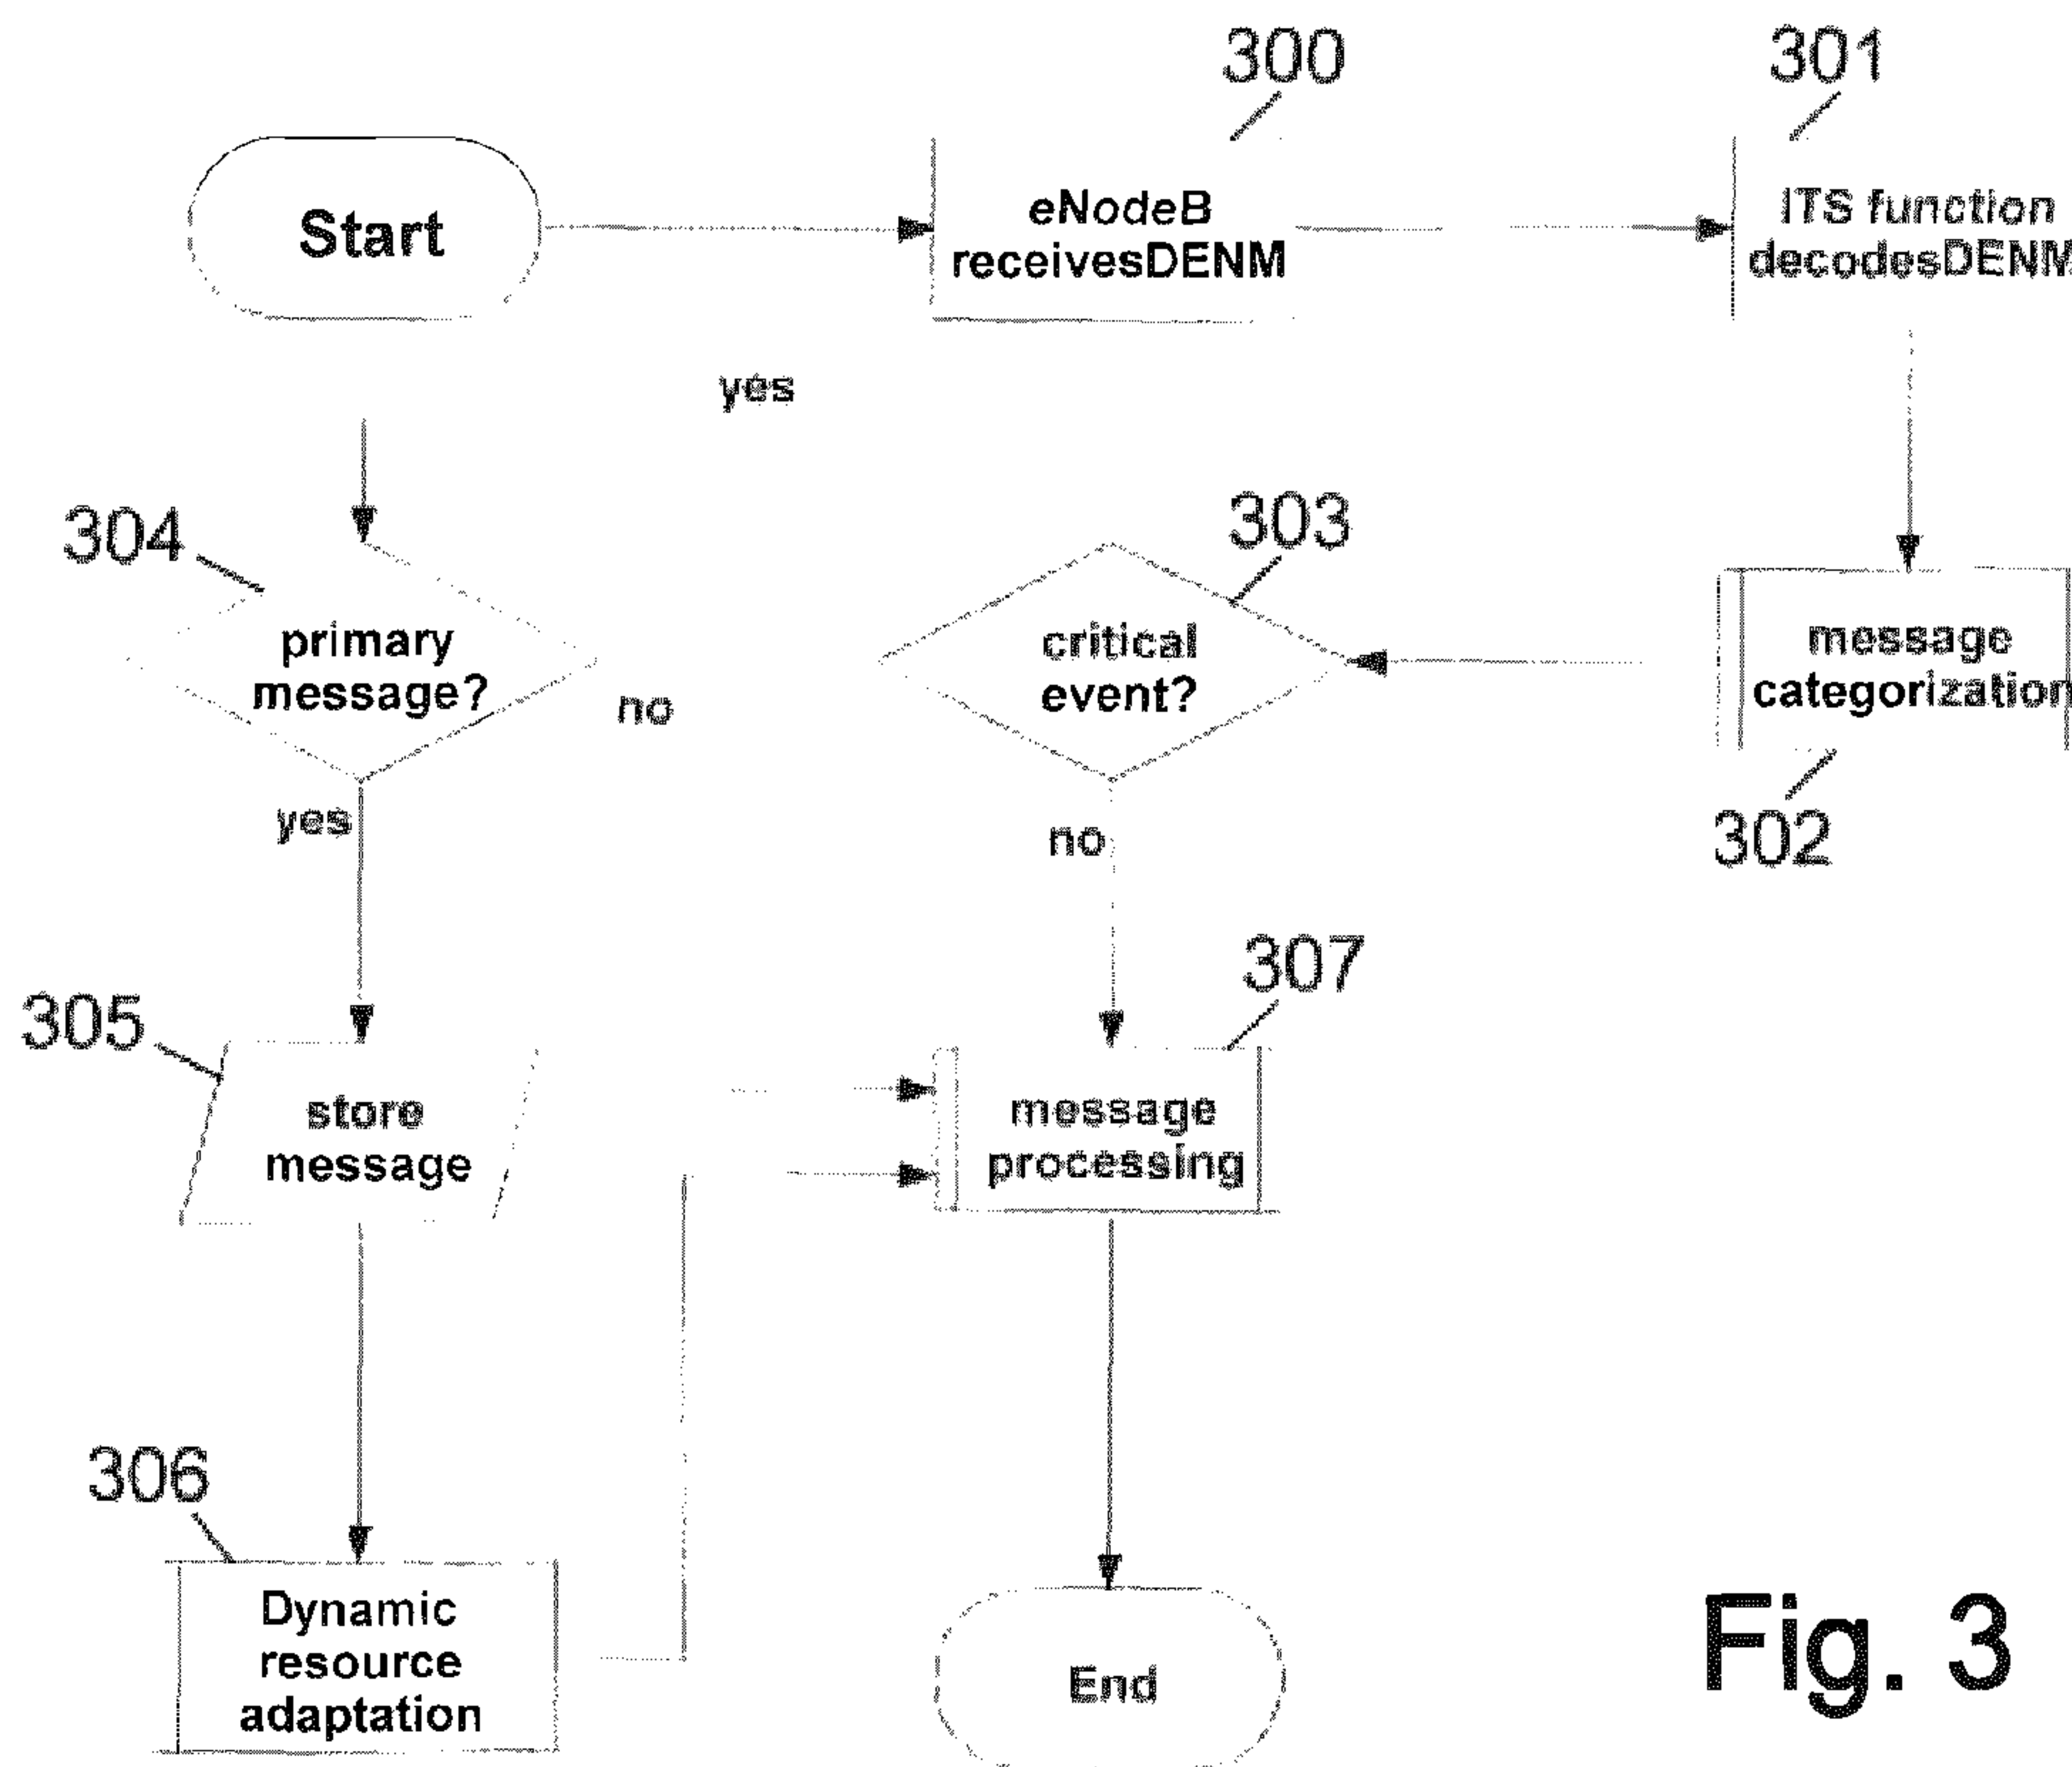 300
301
Start
eNodeB
receivesDENM
ITS function
decodesDENM
yes
304
303
primary
message?
no
critical
event?
message
categorization
302
yes
no
305
307
store
message
message
processing
306
Dynamic
resource
adaptation
End
Fig. 3